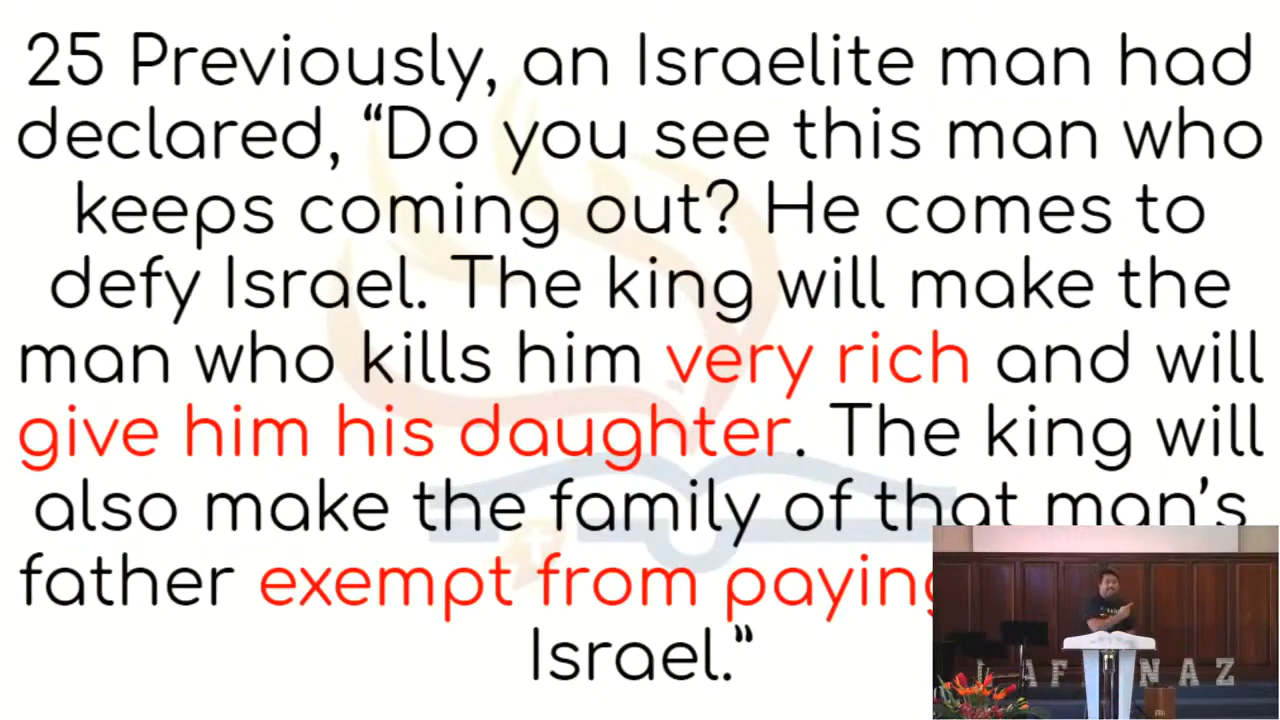 25 Previously, an Israelite man had
declared, “Do you see this man who
keeps coming out? He comes to
defy Israel. The king will make the
man who kills him very rich and will
give him his daughter. The king will
also make the family of that man’s
father exempt from paying
Israel.”
AF NAZ